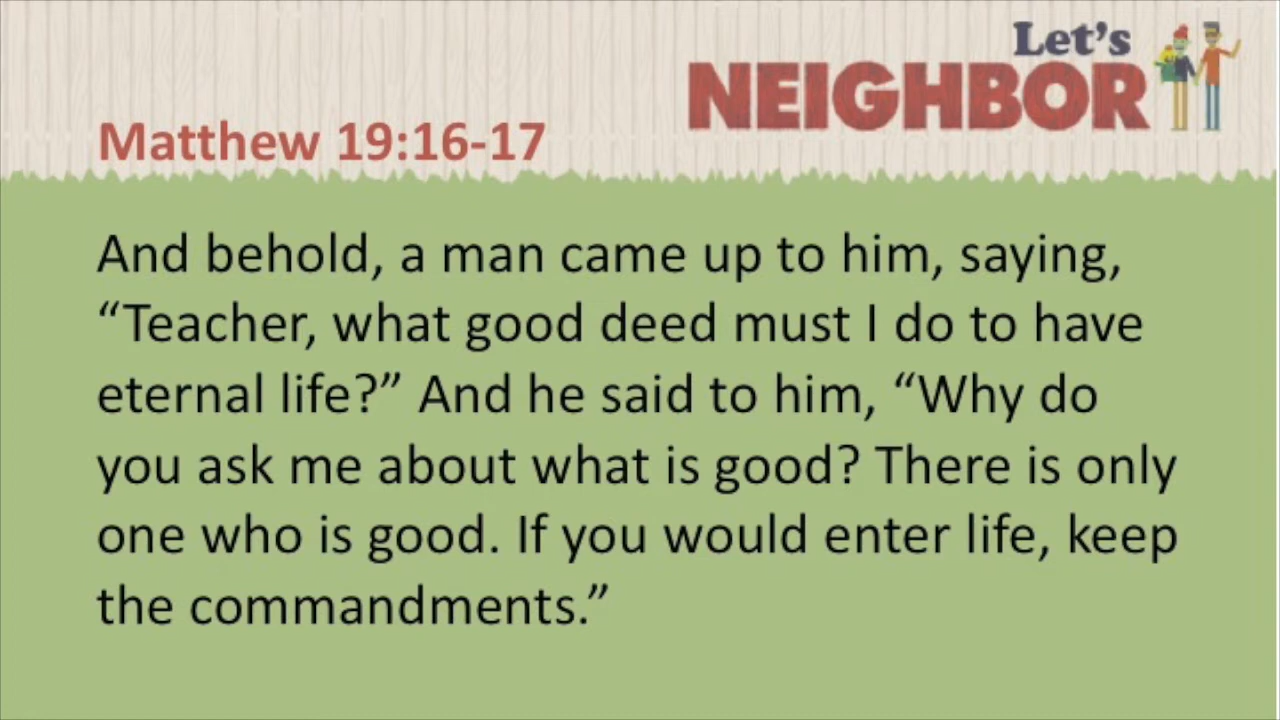 Let's
NEIGHBOR
Matthew 19:16-17
And behold, a man came up to him, saying,
“Teacher, what good deed must I do to have
eternal life?” And he said to him, “Why do
you ask me about what is good? There is only
one who is good. If you would enter life, keep
the commandments.”